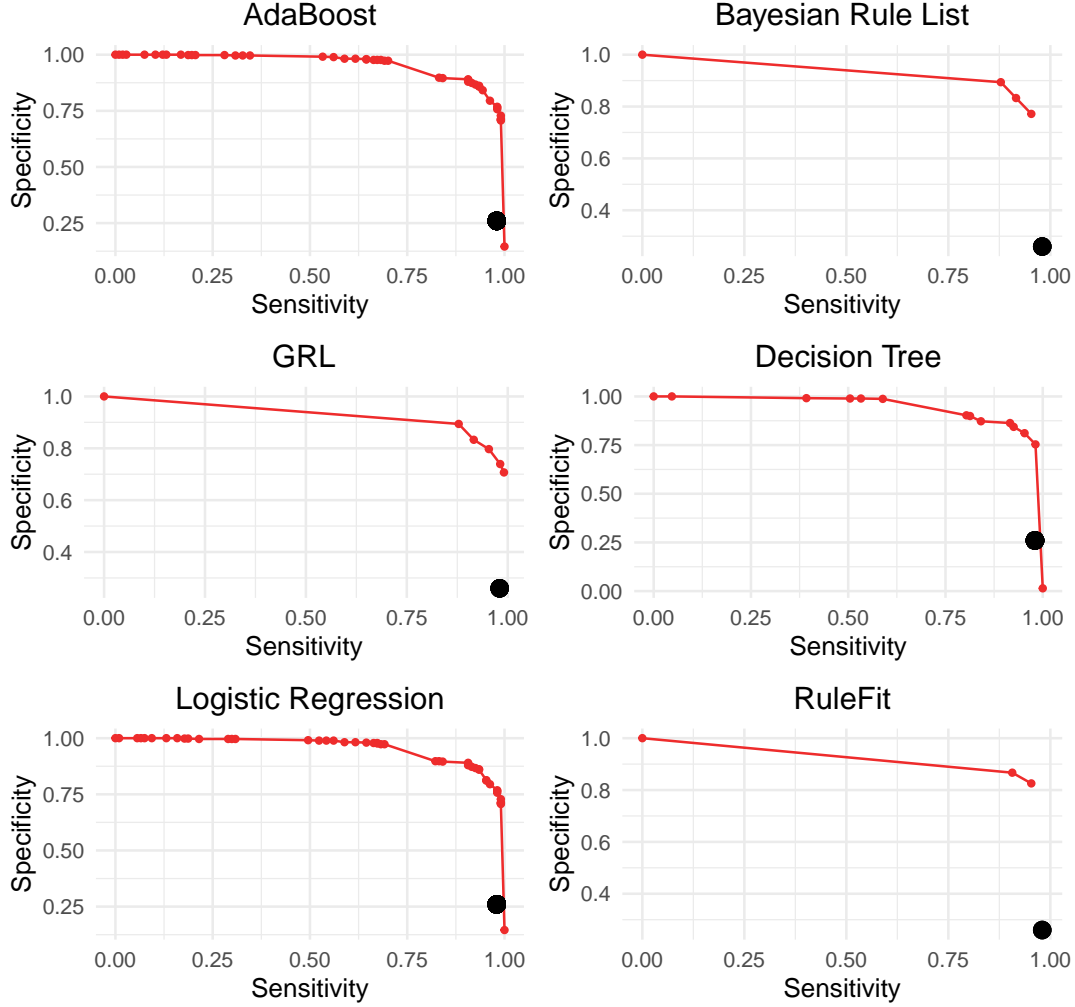 AdaBoost
Specificity
1.00
0.75
0.50
0.25
0.00 0.25 0.50 0.75 1.00
Sensitivity
Bayesian Rule List
Specificity
1.0
0.8
0.6
0.4
0.00 0.25 0.50 0.75 1.00
Sensitivity
GRL
Specificity
1.0
0.8
0.6
0.4
0.00 0.25 0.50 0.75 1.00
Sensitivity
Decision Tree
Specificity
1.00
0.75
0.50
0.25
0.00
0.00 0.25 0.50 0.75 1.00
Sensitivity
Logistic Regression
Specificity
1.00
0.75
0.50
0.25
0.00 0.25 0.50 0.75 1.00
Sensitivity
RuleFit
Specificity
1.0
0.8
0.6
0.4
0.00 0.25 0.50 0.75 1.00
Sensitivity